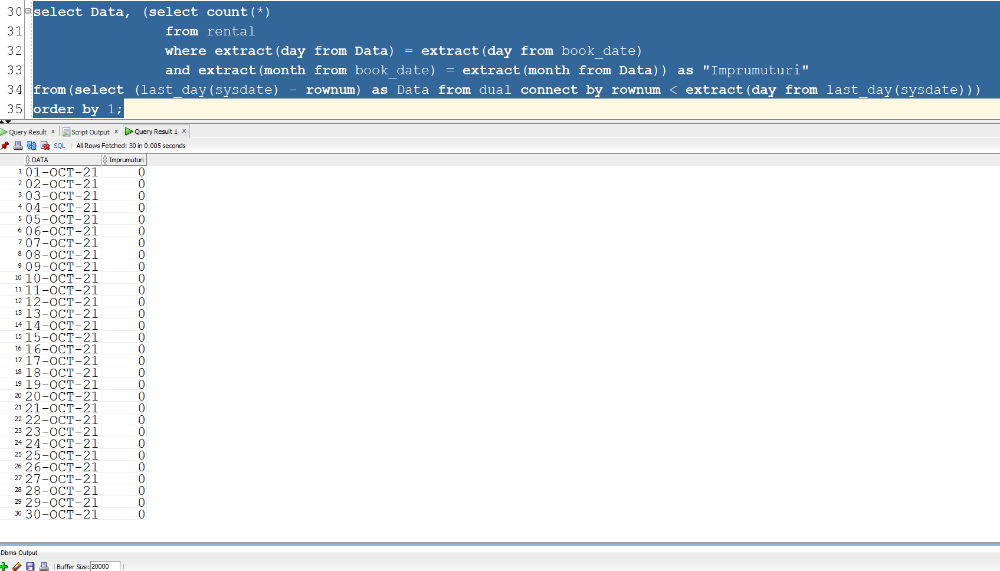 30 select Data, (select count(*)
31 from rental
32 where extract(day from Data) = extract(day from book_date)
33 and extract(month from book_date) = extract(month from Data)) as "Imprumuturi"
34 from(select (last_day(sysdate) - rownum) as Data from dual connect by rownum < extract(day from last_day(sysdate)))
35 order by 1;
Query Result x Script Output x Query Result 1 x
SQL | All Rows Fetched: 30 in 0.005 seconds
DATA Imprumuturi
1 01-OCT-21 0
2 02-OCT-21 0
3 03-OCT-21 0
4 04-OCT-21 0
5 05-OCT-21 0
6 06-OCT-21 0
7 07-OCT-21 0
8 08-OCT-21 0
9 09-OCT-21 0
10 10-OCT-21 0
11 11-OCT-21 0
12 12-OCT-21 0
13 13-OCT-21 0
14 14-OCT-21 0
15 15-OCT-21 0
16 16-OCT-21 0
17 17-OCT-21 0
18 18-OCT-21 0
19 19-OCT-21 0
20 20-OCT-21 0
21 21-OCT-21 0
22 22-OCT-21 0
23 23-OCT-21 0
24 24-OCT-21 0
25 25-OCT-21 0
26 26-OCT-21 0
27 27-OCT-21 0
28 28-OCT-21 0
29 29-OCT-21 0
30 30-OCT-21 0
Dbms Output
Buffer Size: 20000